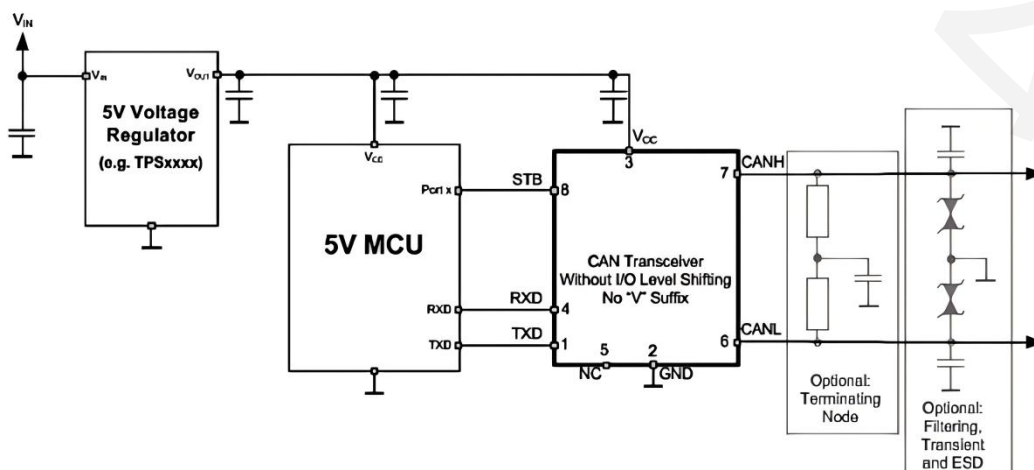 VIN
VIN
VOUT
5V Voltage
Regulator
(e.g. TPSxxxx)
VCC
3
VDD
Port x
STB
8
7
CANH
5V MCU
CAN Transceiver
Without I/O Level Shifting
No "V" Suffix
RXD
RXD
4
TXD
TXD
1
5
2
6
CANL
NC
GND
Optional:
Terminating
Node
Optional:
Filtering,
Transient
and ESD